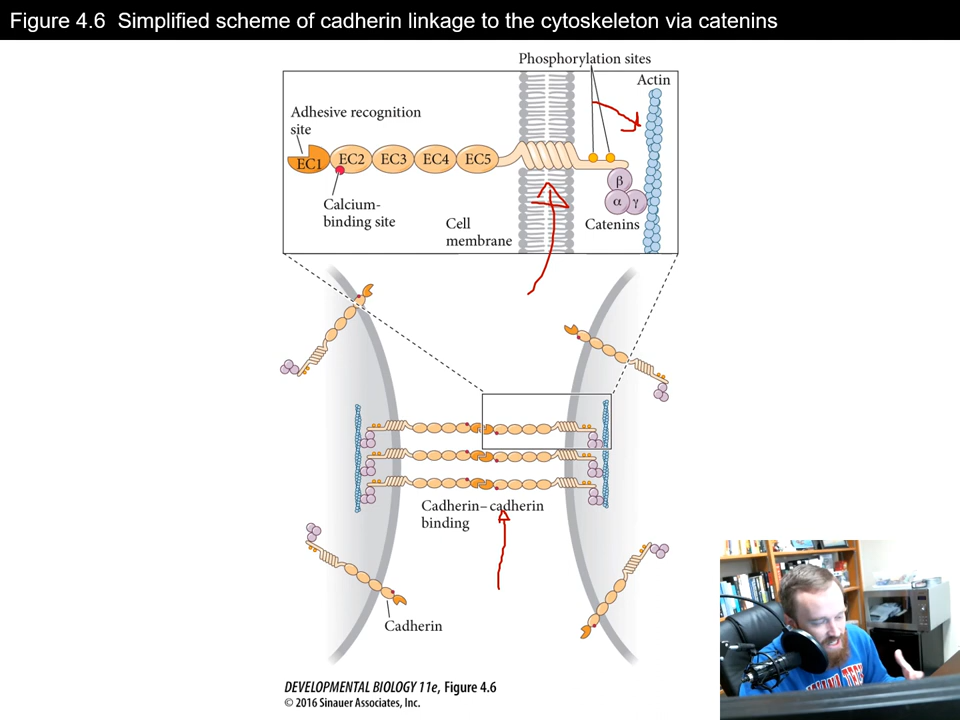 Figure 4.6 Simplified scheme of cadherin linkage to the cytoskeleton via catenins
Phosphorylation sites
Actin
Adhesive recognition
site
EC1 EC2 EC3 EC4 EC5
β
α γ
Calcium-
binding site
Cell
membrane
Catenins
Cadherin–cadherin
binding
Cadherin
DEVELOPMENTAL BIOLOGY 11e, Figure 4.6
© 2016 Sinauer Associates, Inc.